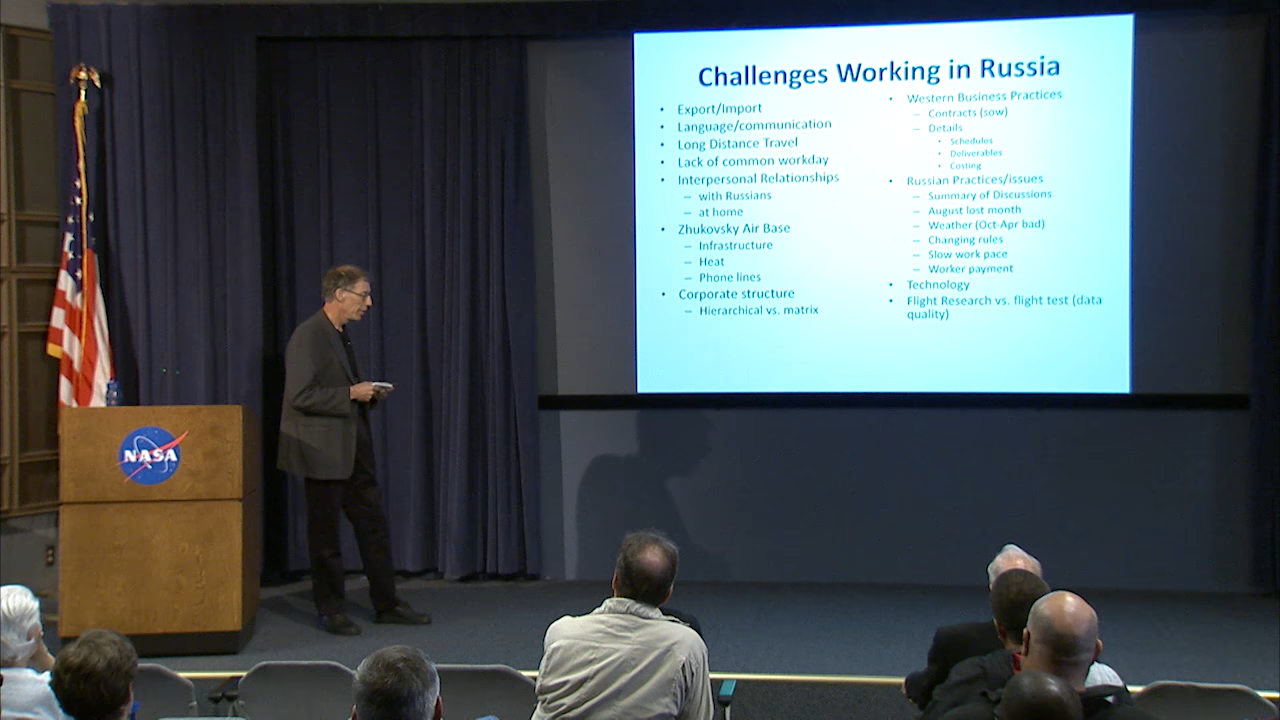 Challenges Working in Russia
• Export/Import
• Language/communication
• Long Distance Travel
• Lack of common workday
• Interpersonal Relationships
– with Russians
– at home
• Zhukovsky Air Base
– Infrastructure
– Heat
– Phone lines
• Corporate structure
– Hierarchical vs. matrix
• Western Business Practices
– Contracts (sow)
– Details
• Schedules
• Deliverables
• Costing
• Russian Practices/issues
– Summary of Discussions
– August lost month
– Weather (Oct-Apr bad)
– Changing rules
– Slow work pace
– Worker payment
• Technology
• Flight Research vs. flight test (data
quality)
NASA